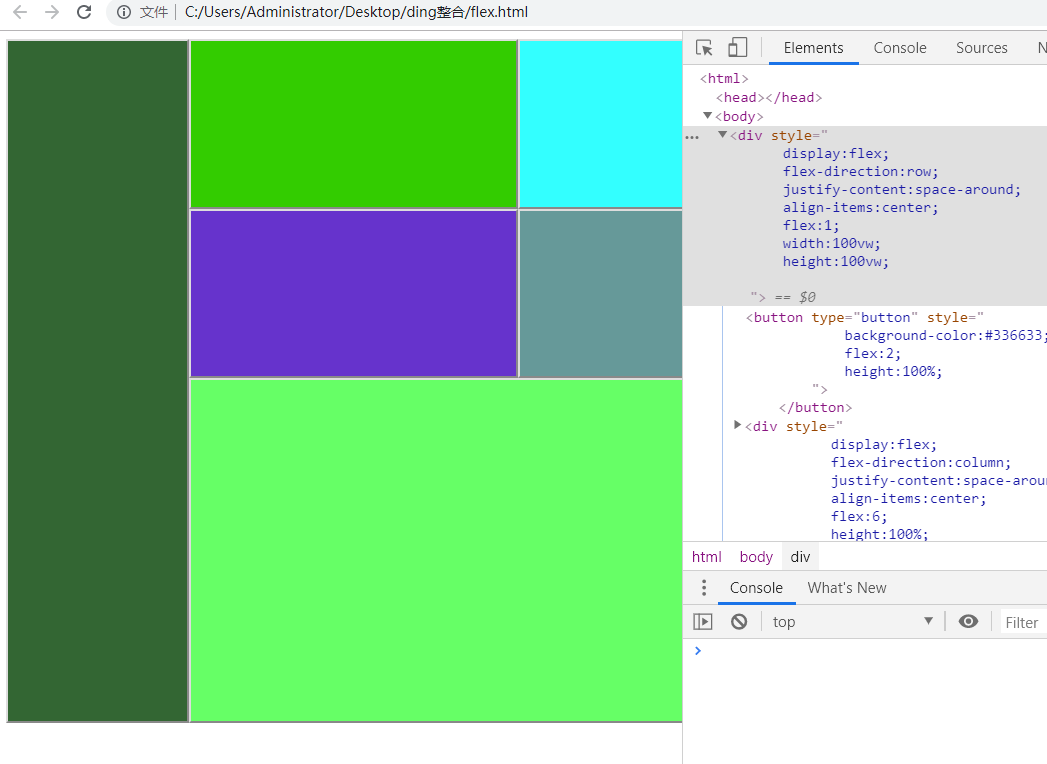 文件 C:/Users/Administrator/Desktop/ding整合/flex.html
Elements Console Sources N
<html>
<head></head>
<body>
<div style="
display:flex;
flex-direction:row;
justify-content:space-around;
align-items:center;
flex:1;
width:100vw;
height:100vw;
"> == $0
<button type="button" style="
background-color:#336633;
flex:2;
height:100%;
">
</button>
<div style="
display:flex;
flex-direction:column;
justify-content:space-arou
align-items:center;
flex:6;
height:100%;
html body div
Console What's New
top Filter